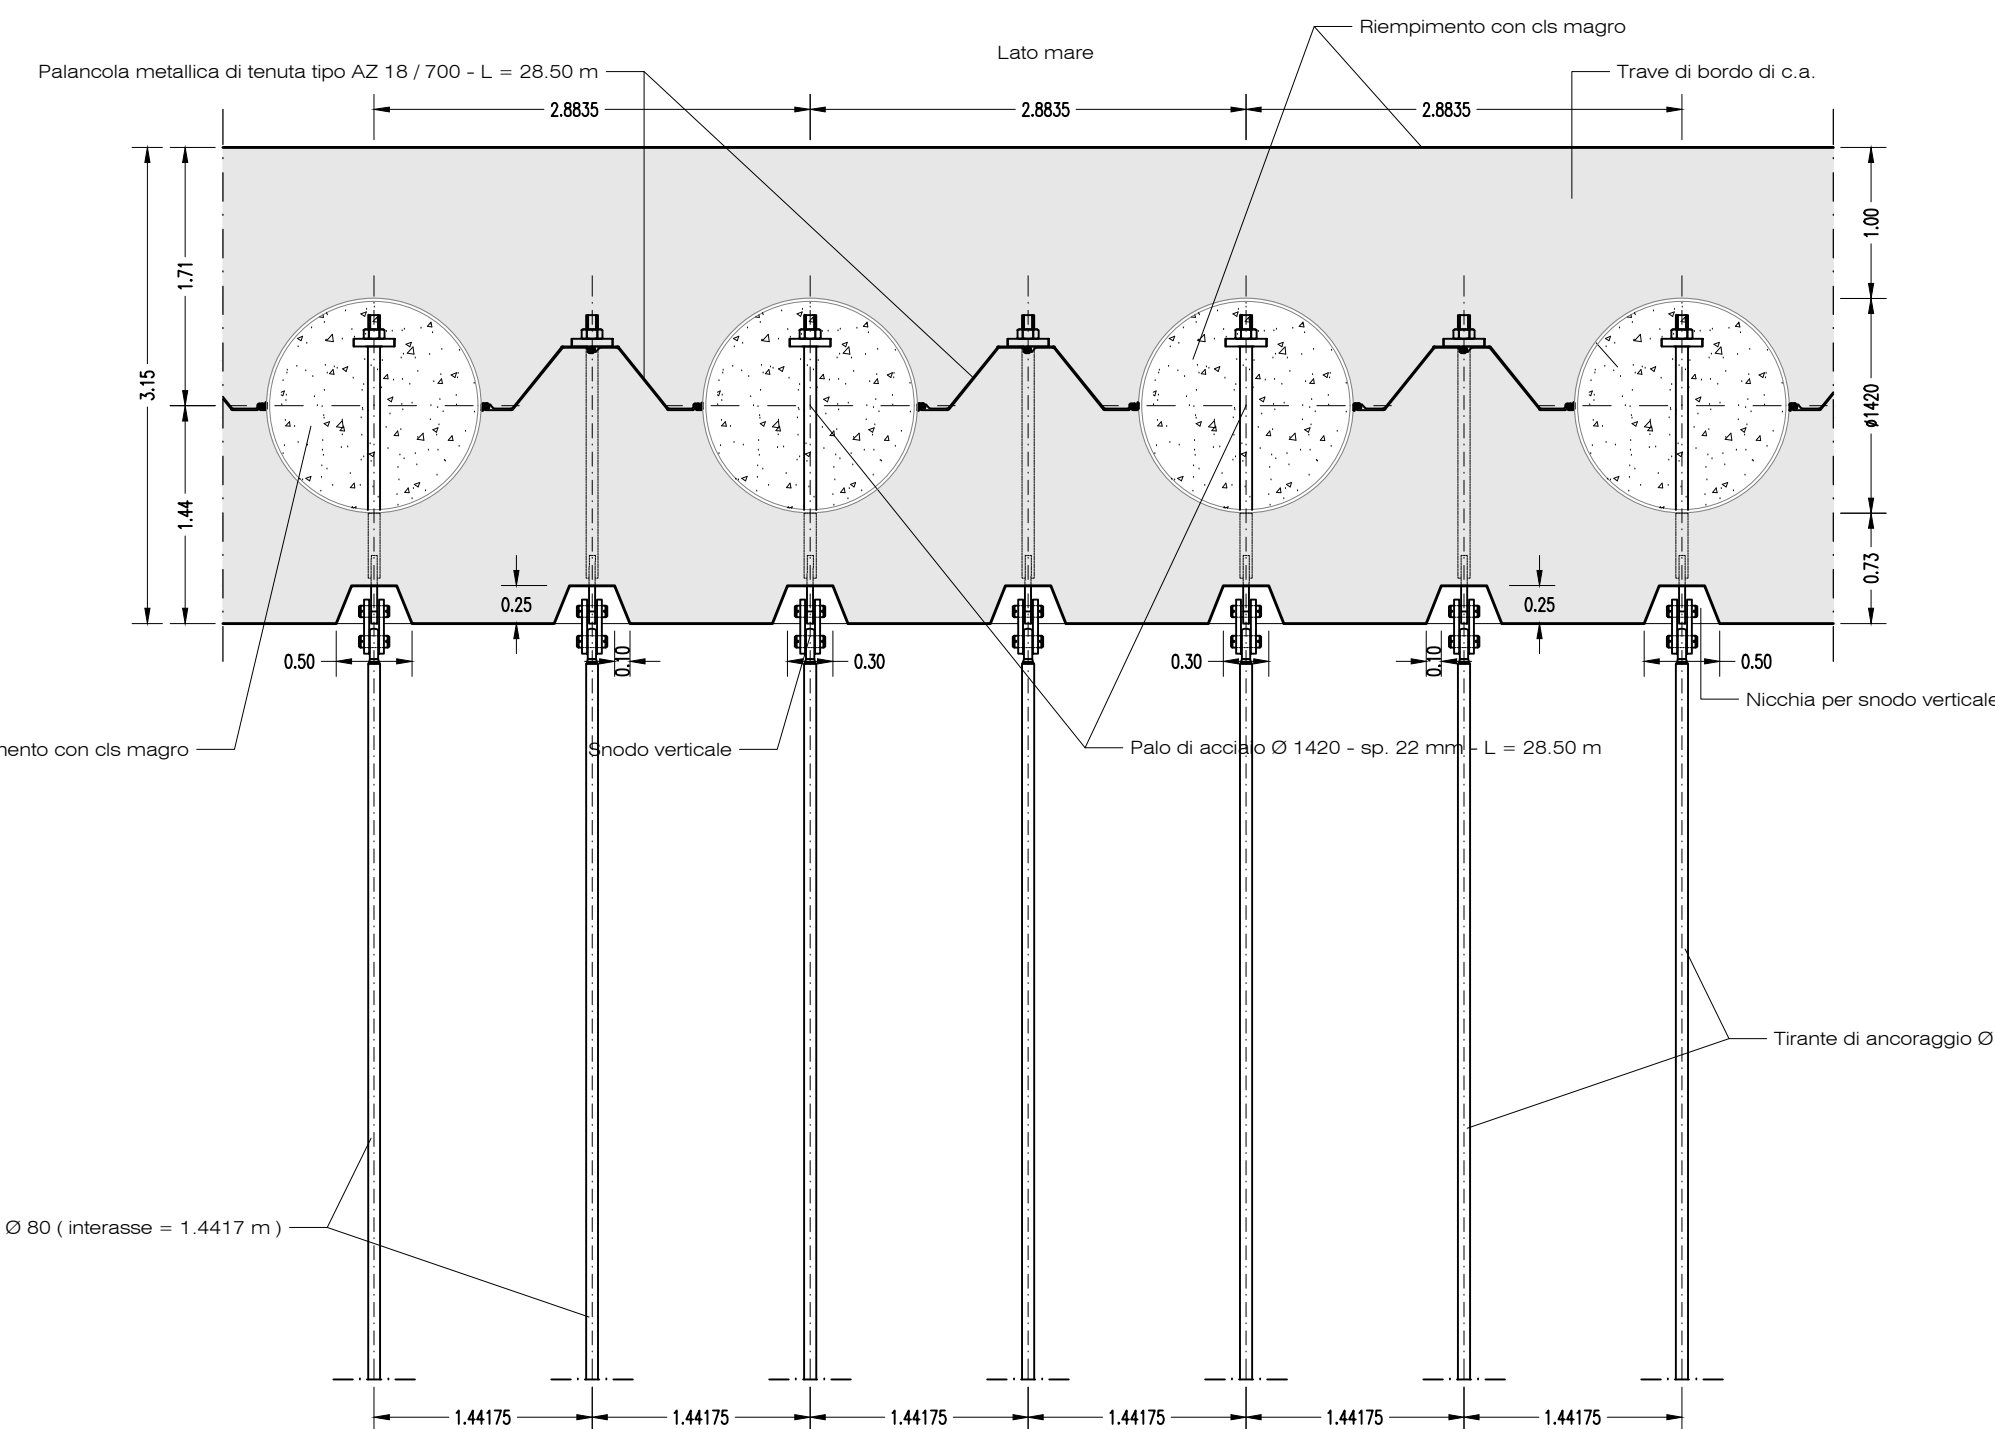 Riempimento con cls magro
Lato mare
Palancola metallica di tenuta tipo AZ 18 / 700 - L = 28.50 m
Trave di bordo di c.a.
2.8835
2.8835
2.8835
3.15
1.71
1.44
1.00
ø1420
0.73
0.25
0.25
0.50
0.10
0.30
0.30
0.10
0.50
Nicchia per snodo verticale
mento con cls magro
Snodo verticale
Palo di acciaio Ø 1420 - sp. 22 mm - L = 28.50 m
Tirante di ancoraggio Ø
Ø 80 ( interasse = 1.4417 m )
1.44175
1.44175
1.44175
1.44175
1.44175
1.44175